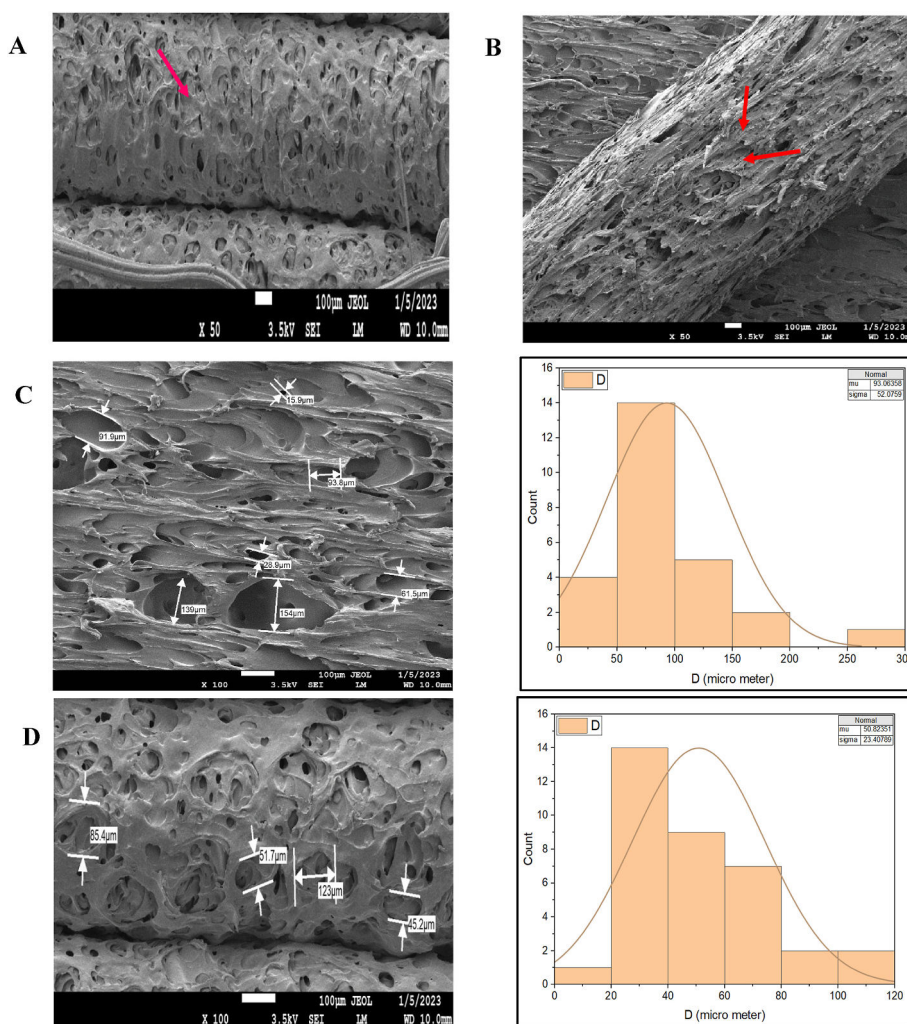 A
100µm JEOL 1/5/2023
X 50 3.5kV SEI LM WD 10.0mm
B
100µm JEOL 1/5/2023
X 50 3.5kV SEI LM WD 10.0m
C
15.9µm
91.9µm
93.8µm
28.9µm
61.5µm
139µm
154µm
100µm JEOL 1/5/2023
X 100 3.5kV SEI LM WD 10.0mm
D
Normal
mu 93.06358
sigma 52.0759
16
14
12
10
8
6
4
2
0
Count
0 50 100 150 200 250 300
D (micro meter)
D
85.4µm
51.7µm
123µm
45.2µm
100µm JEOL 1/5/2023
X 100 3.5kV SEI LM WD 10.0mm
D
Normal
mu 50.82351
sigma 23.40789
16
14
12
10
8
6
4
2
0
Count
0 20 40 60 80 100 120
D (micro meter)